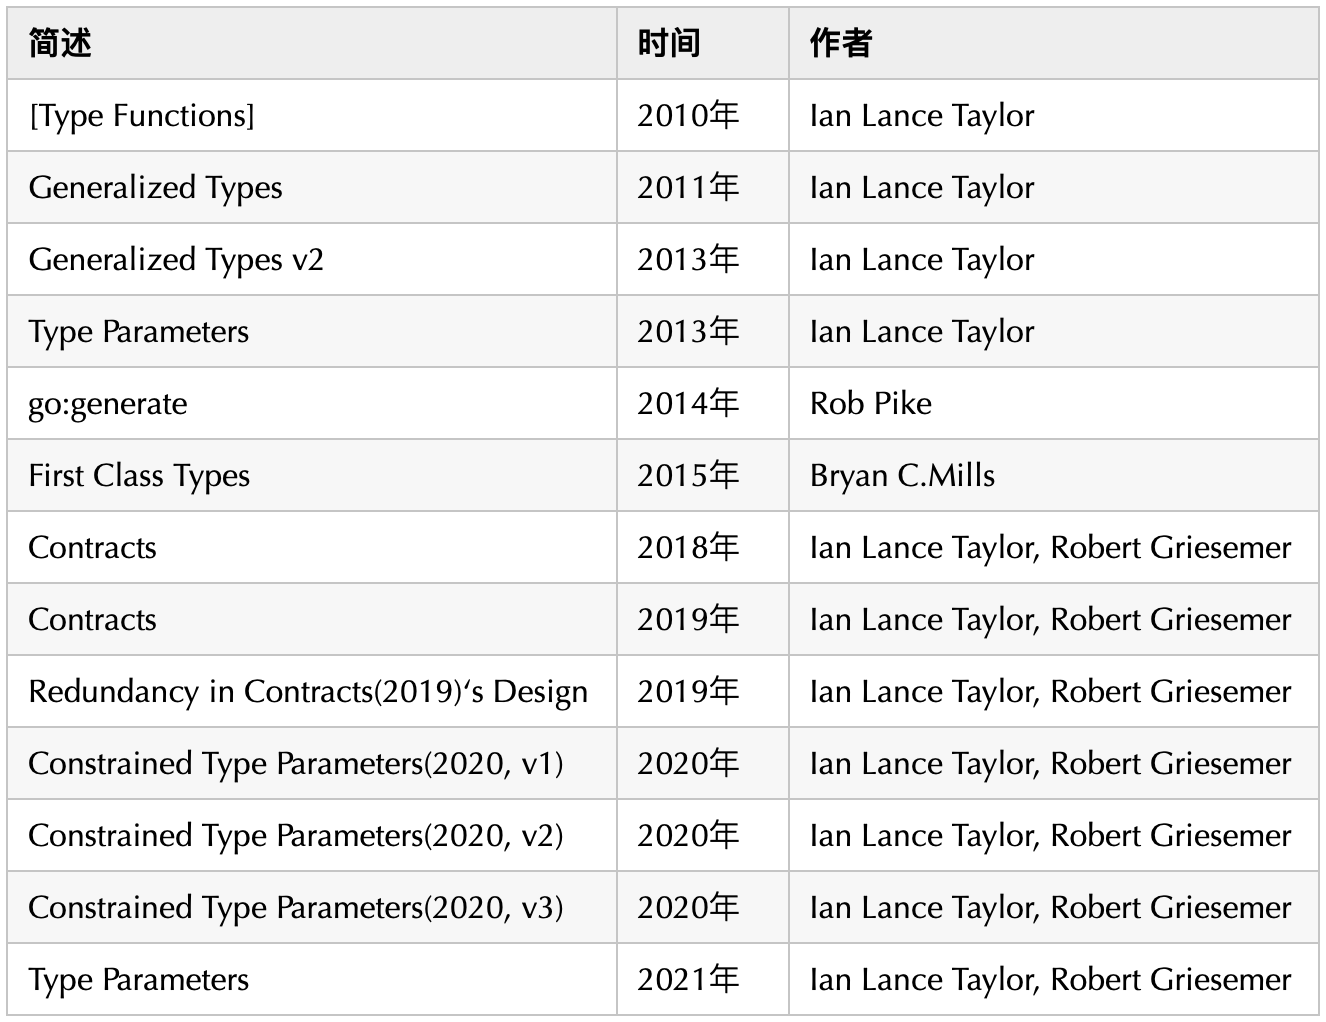 简述 时间 作者
[Type Functions] 2010年 Ian Lance Taylor
Generalized Types 2011年 Ian Lance Taylor
Generalized Types v2 2013年 Ian Lance Taylor
Type Parameters 2013年 Ian Lance Taylor
go:generate 2014年 Rob Pike
First Class Types 2015年 Bryan C.Mills
Contracts 2018年 Ian Lance Taylor, Robert Griesemer
Contracts 2019年 Ian Lance Taylor, Robert Griesemer
Redundancy in Contracts(2019)‘s Design 2019年 Ian Lance Taylor, Robert Griesemer
Constrained Type Parameters(2020, v1) 2020年 Ian Lance Taylor, Robert Griesemer
Constrained Type Parameters(2020, v2) 2020年 Ian Lance Taylor, Robert Griesemer
Constrained Type Parameters(2020, v3) 2020年 Ian Lance Taylor, Robert Griesemer
Type Parameters 2021年 Ian Lance Taylor, Robert Griesemer